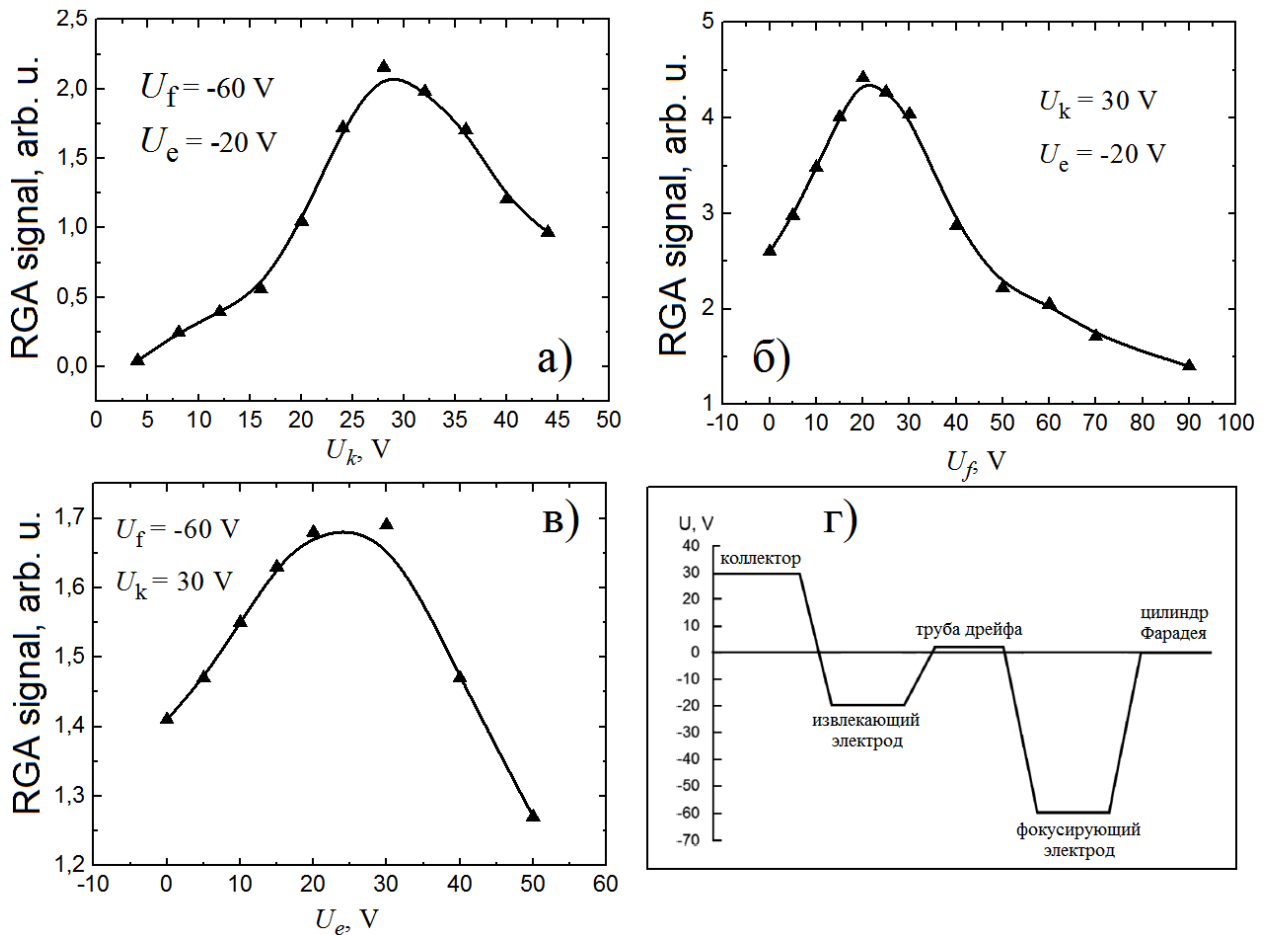 RGA signal, arb. u.
2,5
2,0
1,5
1,0
0,5
0,0
U_f = -60 V
U_e = -20 V
а)
0 5 10 15 20 25 30 35 40 45 50
U_k, V
RGA signal, arb. u.
5
4
3
2
1
U_k = 30 V
U_e = -20 V
б)
-10 0 10 20 30 40 50 60 70 80 90 100
U_f, V
RGA signal, arb. u.
1,7
1,6
1,5
1,4
1,3
1,2
U_f = -60 V
U_k = 30 V
в)
-10 0 10 20 30 40 50 60
U_e, V
г)
U, V
40
30
20
10
0
-10
-20
-30
-40
-50
-60
-70
коллектор
извлекающий
электрод
труба дрейфа
фокусирующий
электрод
цилиндр
Фарадея